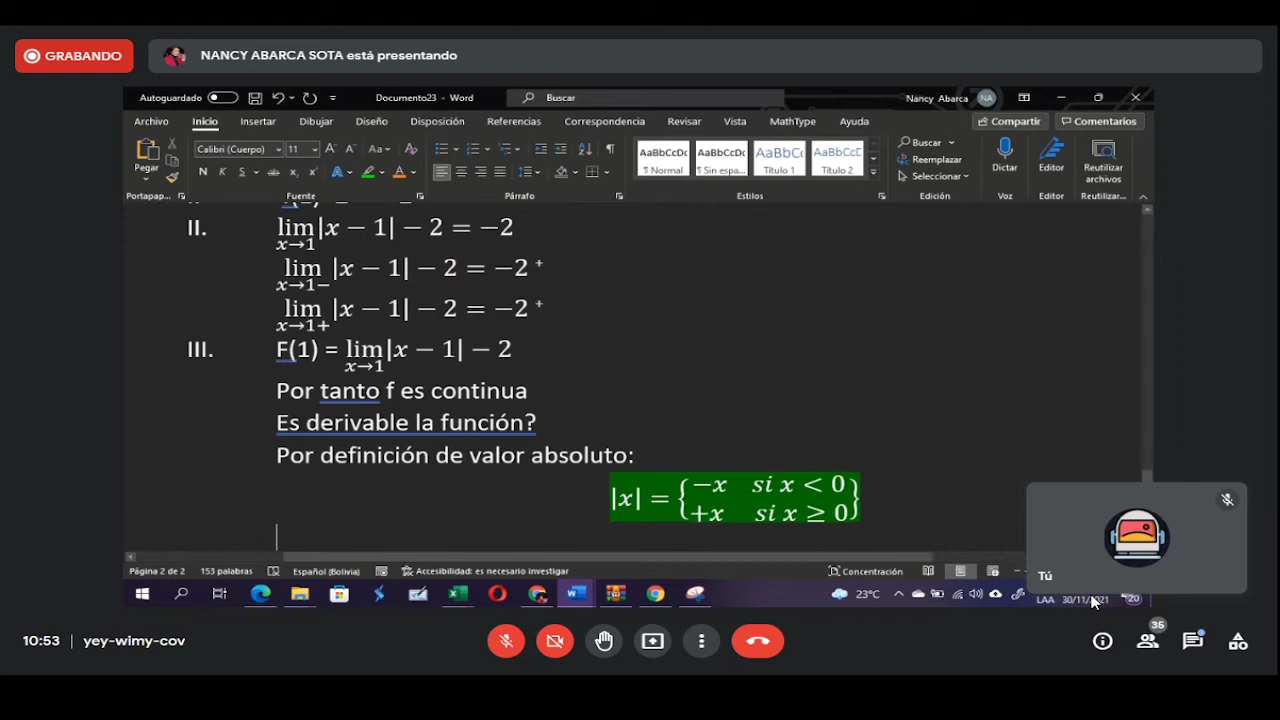 GRABANDO
NANCY ABARCA SOTA está presentando
Autoguardado
Documento23 - Word
Buscar
Nancy Abarca
NA
Archivo Inicio Insertar Dibujar Diseño Disposición Referencias Correspondencia Revisar Vista MathType Ayuda
Compartir
Comentarios
Pegar
Calibri (Cuerpo)
11
AaBbCcDc
¶ Normal
AaBbCcDc
¶ Sin espa...
AaBbCc
Título 1
AaBbCcD
Título 2
Buscar
Reemplazar
Seleccionar
Dictar
Editor
Reutilizar archivos
Portapap... Fuente Párrafo Estilos Edición Voz Editor Reutilizar...
II. lim x→1 |x − 1| − 2 = −2
lim x→1− |x − 1| − 2 = −2 +
lim x→1+ |x − 1| − 2 = −2 +
III. F(1) = lim x→1 |x − 1| − 2
Por tanto f es continua
Es derivable la función?
Por definición de valor absoluto:
|x| = { −x si x < 0
+x si x ≥ 0 }
Página 2 de 2 153 palabras Español (Bolivia) Accesibilidad: es necesario investigar Concentración
23°C
LAA 30/11/2021
20
Tú
10:53 | yey-wimy-cov
36